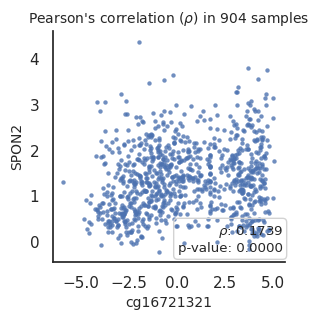 Pearson's correlation (ρ) in 904 samples
4
3
2
1
0
SPON2
ρ: 0.1739
p-value: 0.0000
−5.0 −2.5 0.0 2.5 5.0
cg16721321